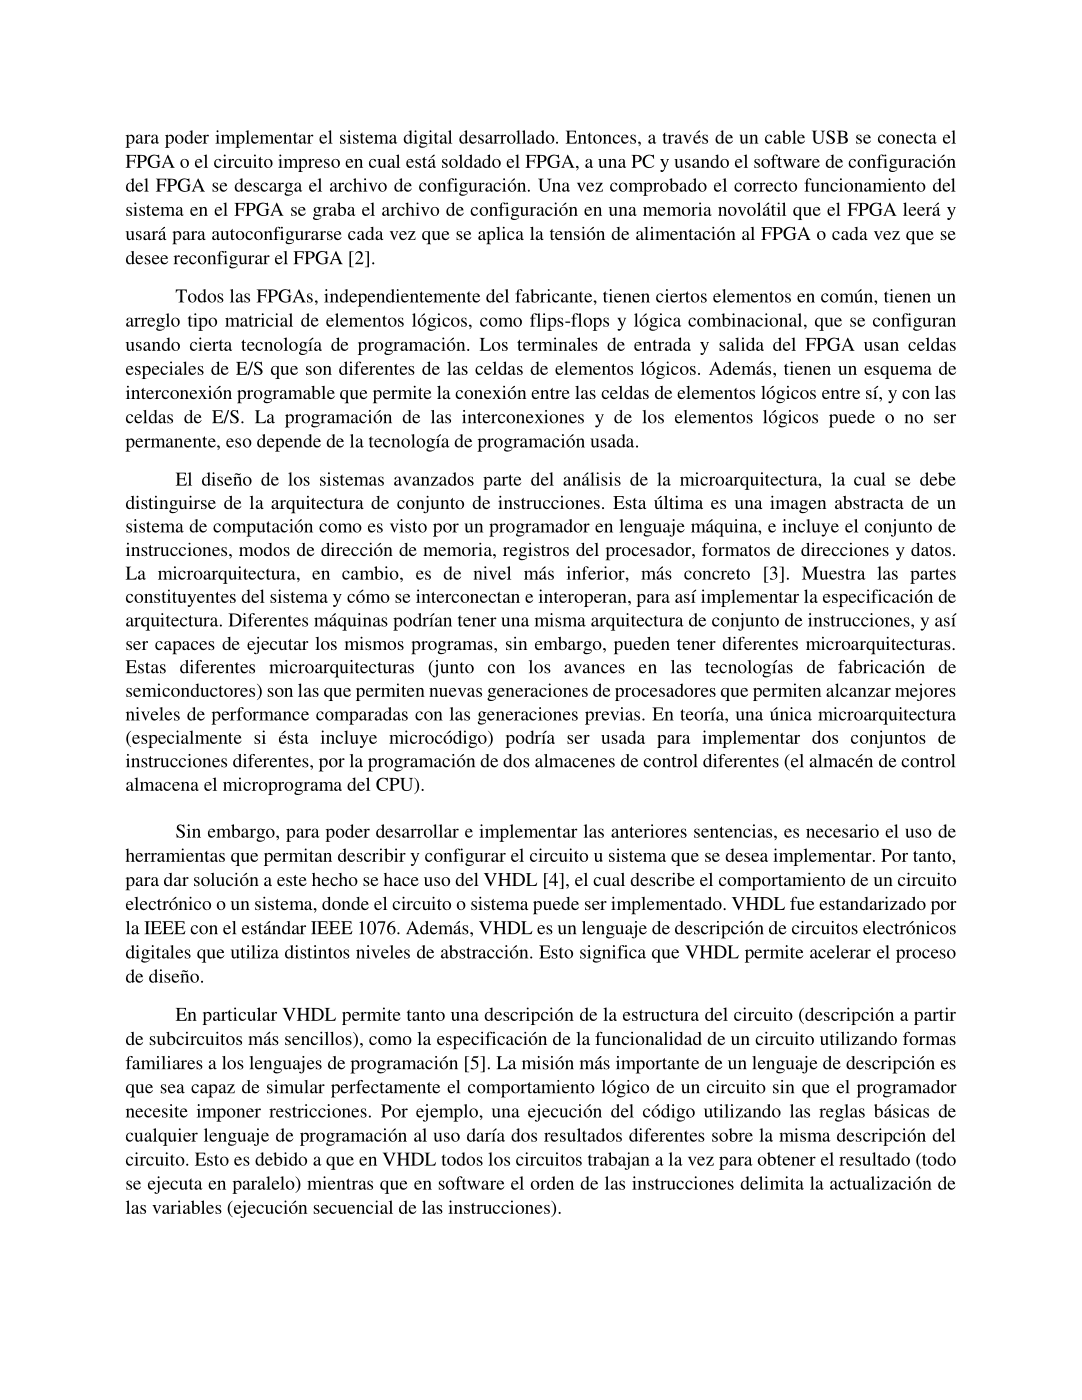 para poder implementar el sistema digital desarrollado. Entonces, a través de un cable USB se conecta el
FPGA o el circuito impreso en cual está soldado el FPGA, a una PC y usando el software de configuración
del FPGA se descarga el archivo de configuración. Una vez comprobado el correcto funcionamiento del
sistema en el FPGA se graba el archivo de configuración en una memoria novolátil que el FPGA leerá y
usará para autoconfigurarse cada vez que se aplica la tensión de alimentación al FPGA o cada vez que se
desee reconfigurar el FPGA [2].
Todos las FPGAs, independientemente del fabricante, tienen ciertos elementos en común, tienen un
arreglo tipo matricial de elementos lógicos, como flips-flops y lógica combinacional, que se configuran
usando cierta tecnología de programación. Los terminales de entrada y salida del FPGA usan celdas
especiales de E/S que son diferentes de las celdas de elementos lógicos. Además, tienen un esquema de
interconexión programable que permite la conexión entre las celdas de elementos lógicos entre sí, y con las
celdas de E/S. La programación de las interconexiones y de los elementos lógicos puede o no ser
permanente, eso depende de la tecnología de programación usada.
El diseño de los sistemas avanzados parte del análisis de la microarquitectura, la cual se debe
distinguirse de la arquitectura de conjunto de instrucciones. Esta última es una imagen abstracta de un
sistema de computación como es visto por un programador en lenguaje máquina, e incluye el conjunto de
instrucciones, modos de dirección de memoria, registros del procesador, formatos de direcciones y datos.
La microarquitectura, en cambio, es de nivel más inferior, más concreto [3]. Muestra las partes
constituyentes del sistema y cómo se interconectan e interoperan, para así implementar la especificación de
arquitectura. Diferentes máquinas podrían tener una misma arquitectura de conjunto de instrucciones, y así
ser capaces de ejecutar los mismos programas, sin embargo, pueden tener diferentes microarquitecturas.
Estas diferentes microarquitecturas (junto con los avances en las tecnologías de fabricación de
semiconductores) son las que permiten nuevas generaciones de procesadores que permiten alcanzar mejores
niveles de performance comparadas con las generaciones previas. En teoría, una única microarquitectura
(especialmente si ésta incluye microcódigo) podría ser usada para implementar dos conjuntos de
instrucciones diferentes, por la programación de dos almacenes de control diferentes (el almacén de control
almacena el microprograma del CPU).
Sin embargo, para poder desarrollar e implementar las anteriores sentencias, es necesario el uso de
herramientas que permitan describir y configurar el circuito u sistema que se desea implementar. Por tanto,
para dar solución a este hecho se hace uso del VHDL [4], el cual describe el comportamiento de un circuito
electrónico o un sistema, donde el circuito o sistema puede ser implementado. VHDL fue estandarizado por
la IEEE con el estándar IEEE 1076. Además, VHDL es un lenguaje de descripción de circuitos electrónicos
digitales que utiliza distintos niveles de abstracción. Esto significa que VHDL permite acelerar el proceso
de diseño.
En particular VHDL permite tanto una descripción de la estructura del circuito (descripción a partir
de subcircuitos más sencillos), como la especificación de la funcionalidad de un circuito utilizando formas
familiares a los lenguajes de programación [5]. La misión más importante de un lenguaje de descripción es
que sea capaz de simular perfectamente el comportamiento lógico de un circuito sin que el programador
necesite imponer restricciones. Por ejemplo, una ejecución del código utilizando las reglas básicas de
cualquier lenguaje de programación al uso daría dos resultados diferentes sobre la misma descripción del
circuito. Esto es debido a que en VHDL todos los circuitos trabajan a la vez para obtener el resultado (todo
se ejecuta en paralelo) mientras que en software el orden de las instrucciones delimita la actualización de
las variables (ejecución secuencial de las instrucciones).